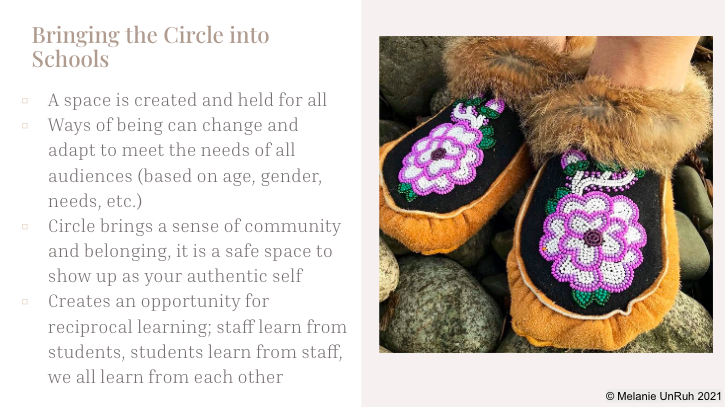 Bringing the Circle into
Schools
A space is created and held for all
Ways of being can change and
adapt to meet the needs of all
audiences (based on age, gender,
needs, etc.)
Circle brings a sense of community
and belonging, it is a safe space to
show up as your authentic self
Creates an opportunity for
reciprocal learning; staff learn from
students, students learn from staff,
we all learn from each other
© Melanie UnRuh 2021